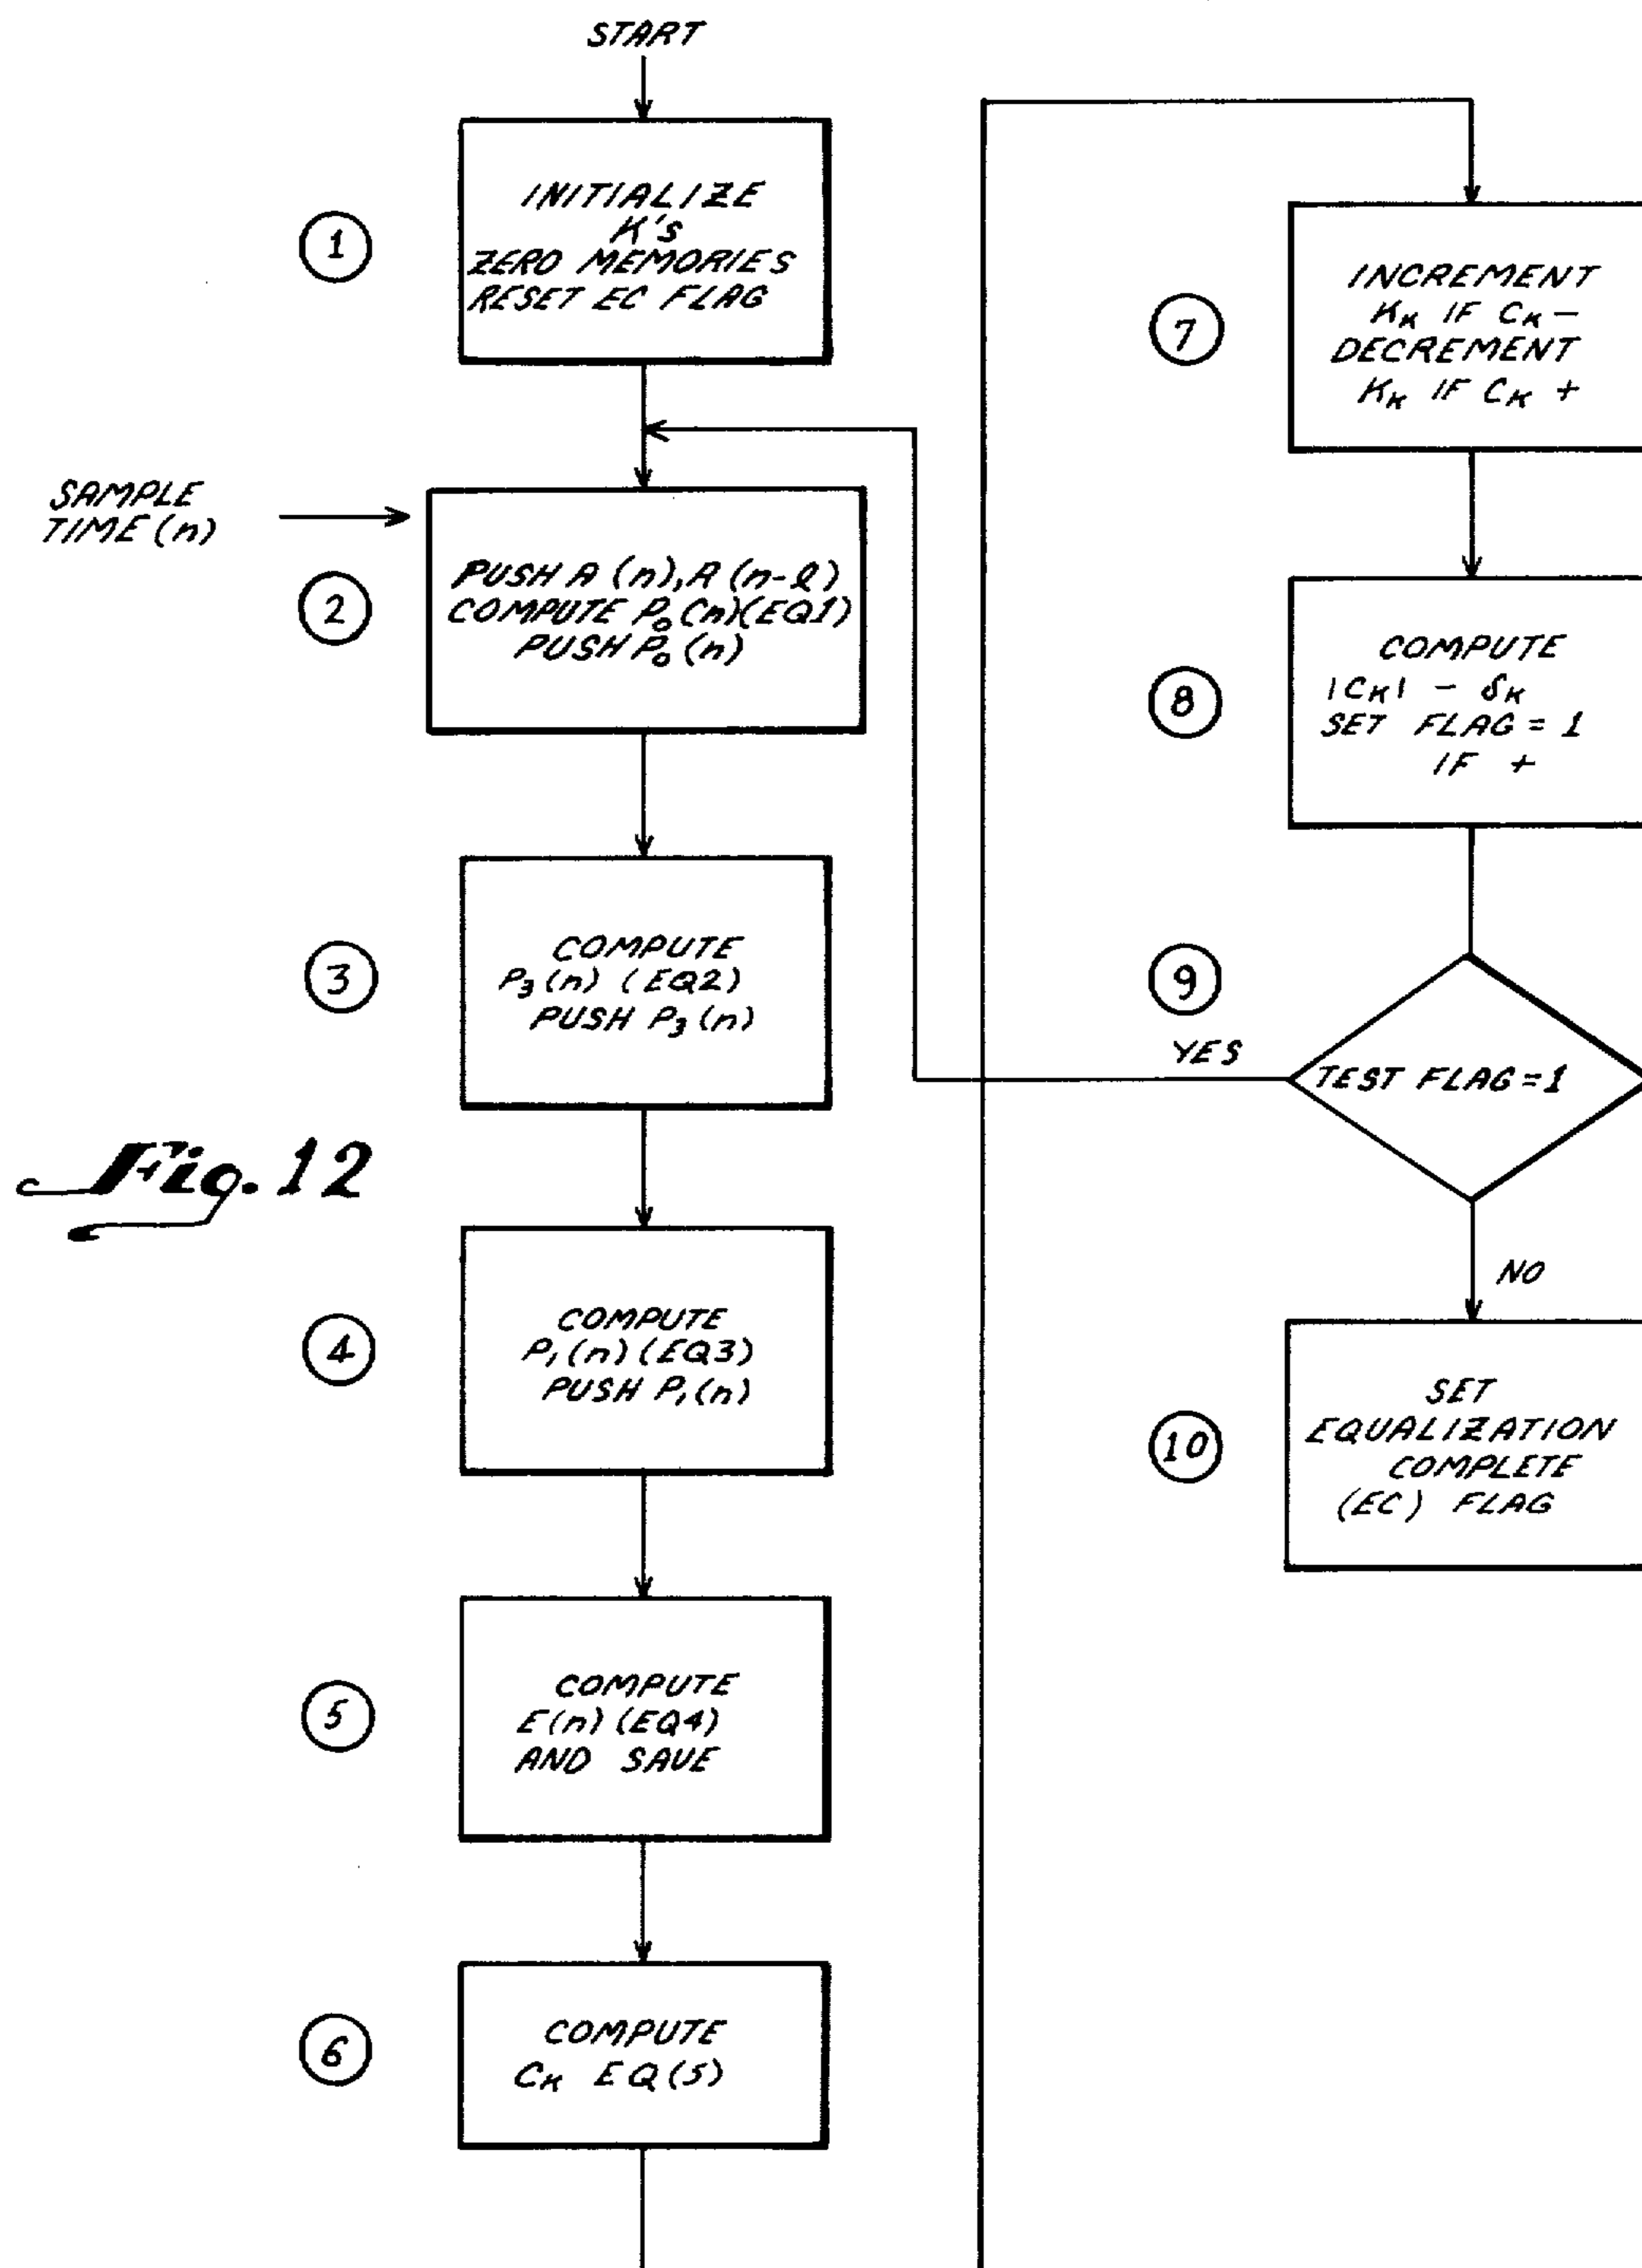 START
1
INITIALIZE
K's
ZERO MEMORIES
RESET EC FLAG
SAMPLE
TIME (n)
2
PUSH A (n), R (n-ℓ)
COMPUTE P₀ (n) (EQ1)
PUSH P₀ (n)
3
COMPUTE
P₃ (n) (EQ2)
PUSH P₃ (n)
Fig. 12
4
COMPUTE
P₁ (n) (EQ3)
PUSH P₁ (n)
5
COMPUTE
E (n) (EQ4)
AND SAVE
6
COMPUTE
Cₖ EQ(5)
7
INCREMENT
Kₖ IF Cₖ −
DECREMENT
Kₖ IF Cₖ +
8
COMPUTE
|Cₖ| − δₖ
SET FLAG = 1
IF +
9
YES
TEST FLAG = 1
NO
10
SET
EQUALIZATION
COMPLETE
(EC) FLAG